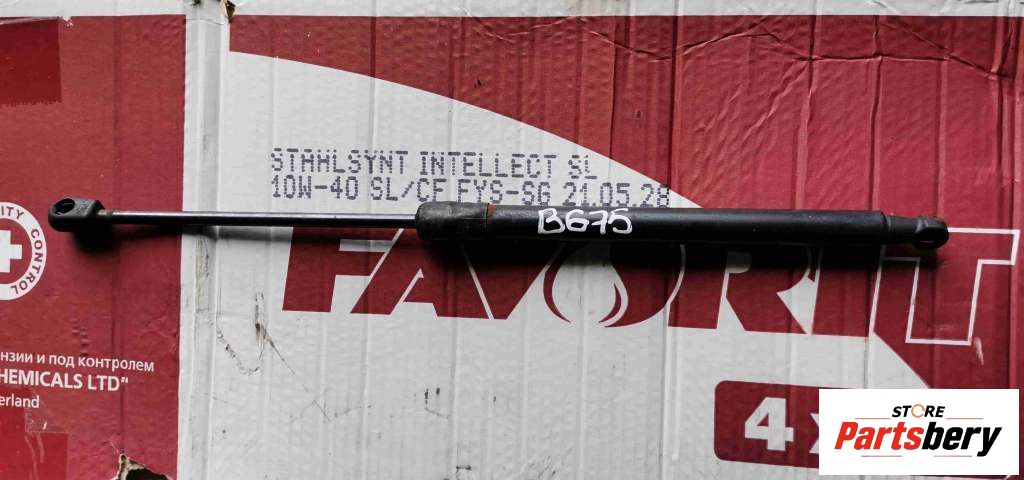 STAHLSYNT INTELLECT SL
10W-40 SL/CF FYS-SG 21.05.28
B675
CONTROL
FAVORIT
нзии и под контролем
HEMICALS LTD"
erland
4
STORE
Partsbery